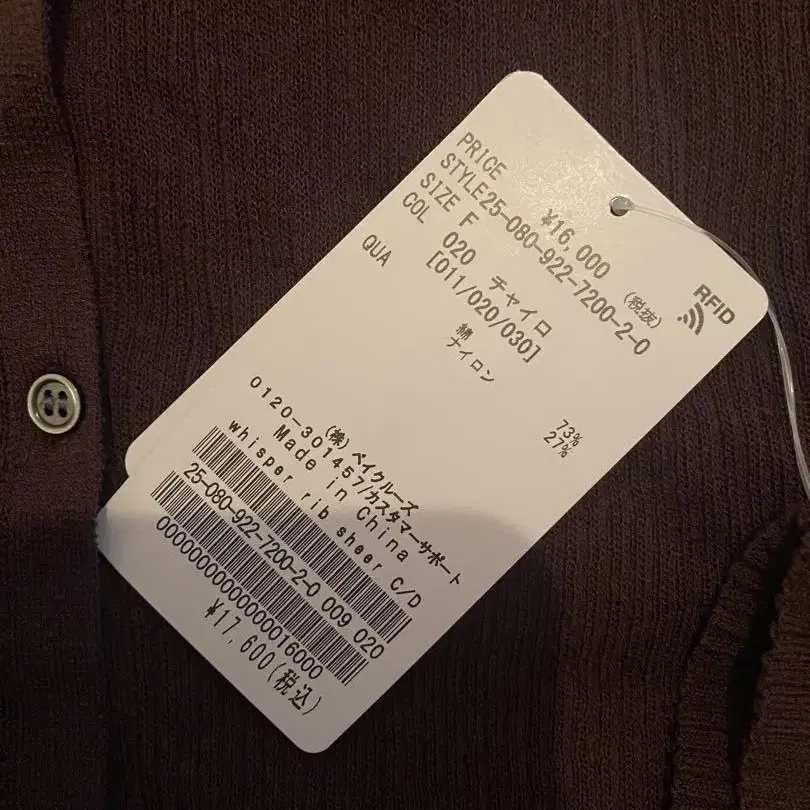 RFID
PRICE ¥16,000 (税抜)
STYLE25-080-922-7200-2-0
SIZE F
COL 020 チャイロ
[011/020/030]
QUA 綿 73%
ナイロン 27%
(株) ベイクルーズ
0120-301457/カスタマーサポート
Made in China
whisper rib sheer C/D
25-080-922-7200-2-0 009 020
0000000000000016000
¥17,600(税込)